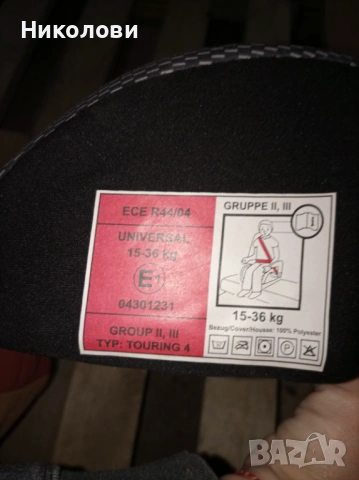 Николови
ECE R44/04
UNIVERSAL
15-36 kg
E1
04301231
GROUP II, III
TYP: TOURING 4
GRUPPE II, III
15-36 kg
Bezug/Cover/Housse: 100% Polyester
P
BAZAR